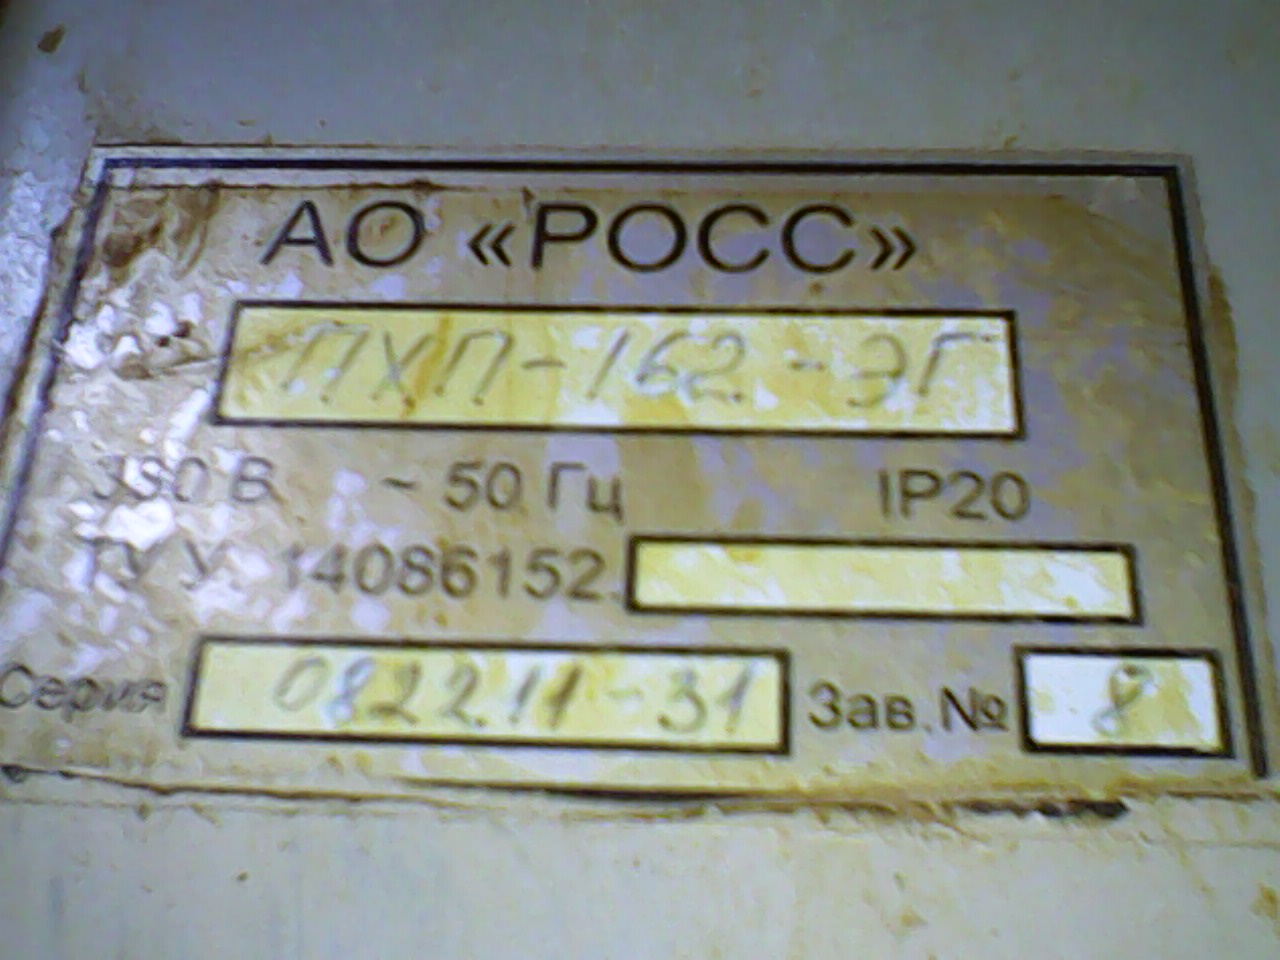 АО «РОСС»
ПХП-162-ЭГ
380 В ~ 50 Гц IP20
ТУ У 14086152.
Серия 082211-31 Зав.№ 8